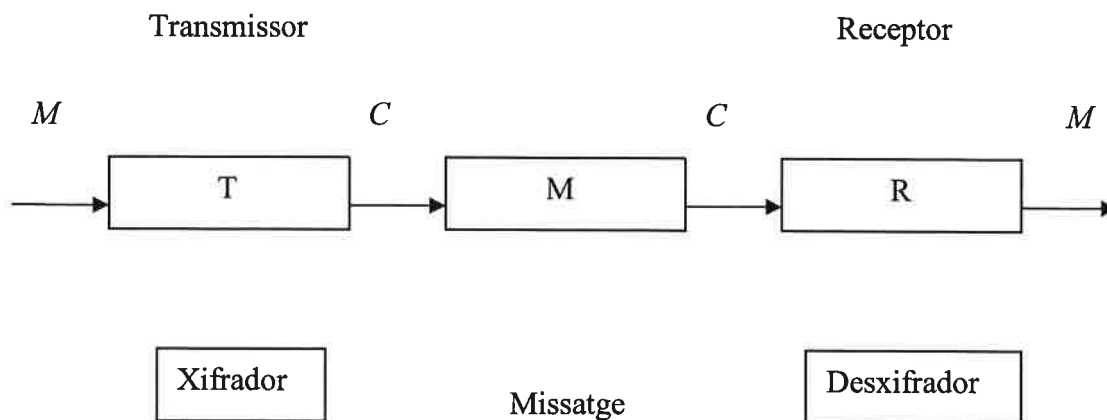 Transmissor Receptor
M C C M
T M R
Xifrador Missatge Desxifrador